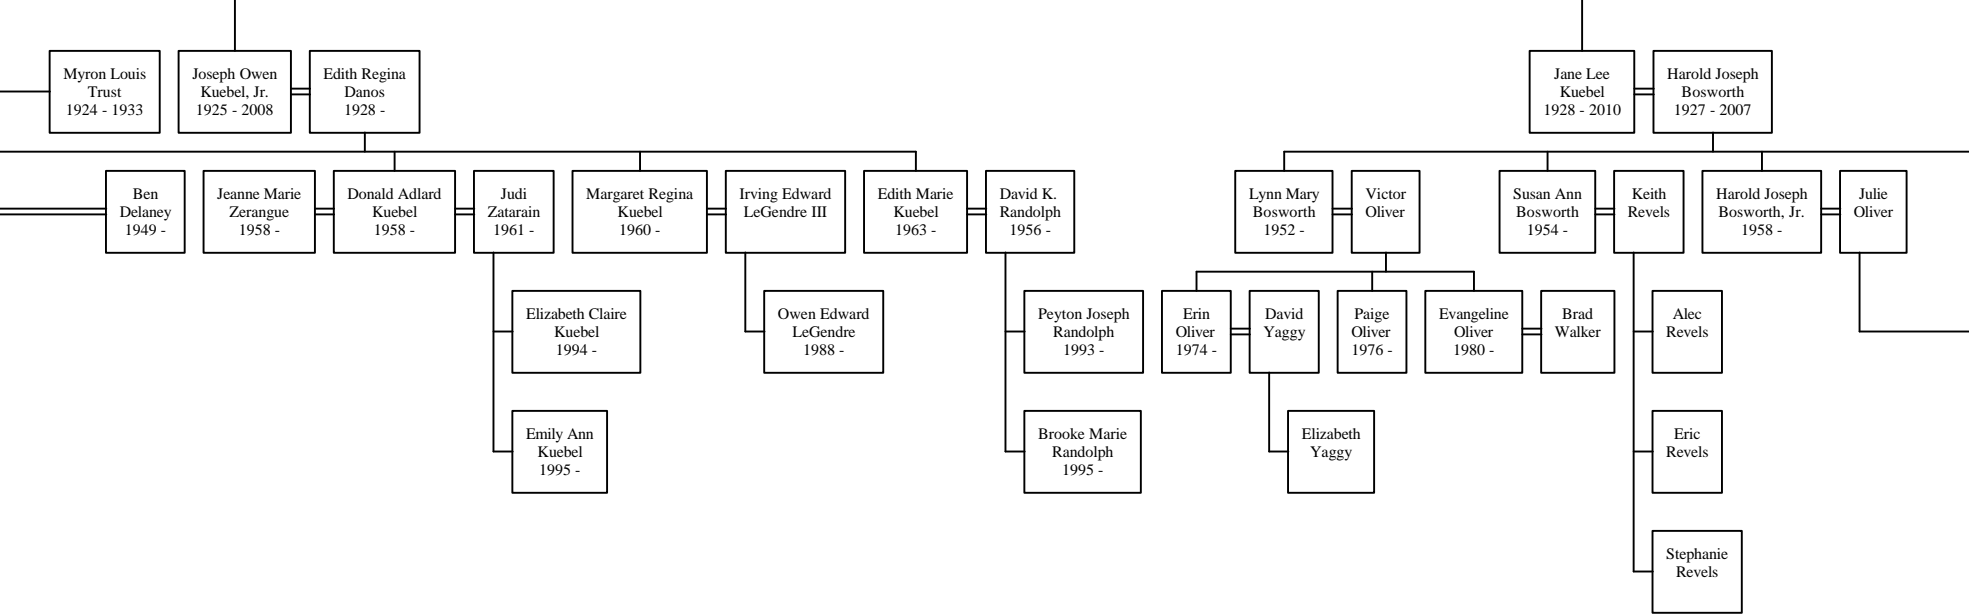 Myron Louis
Trust
1924 - 1933
Joseph Owen
Kuebel, Jr.
1925 - 2008
Edith Regina
Danos
1928 -
Jane Lee
Kuebel
1928 - 2010
Harold Joseph
Bosworth
1927 - 2007
Ben
Delaney
1949 -
Jeanne Marie
Zerangue
1958 -
Donald Adlard
Kuebel
1958 -
Judi
Zatarain
1961 -
Margaret Regina
Kuebel
1960 -
Irving Edward
LeGendre III
Edith Marie
Kuebel
1963 -
David K.
Randolph
1956 -
Lynn Mary
Bosworth
1952 -
Victor
Oliver
Susan Ann
Bosworth
1954 -
Keith
Revels
Harold Joseph
Bosworth, Jr.
1958 -
Julie
Oliver
Elizabeth Claire
Kuebel
1994 -
Owen Edward
LeGendre
1988 -
Peyton Joseph
Randolph
1993 -
Erin
Oliver
1974 -
David
Yaggy
Paige
Oliver
1976 -
Evangeline
Oliver
1980 -
Brad
Walker
Alec
Revels
Emily Ann
Kuebel
1995 -
Brooke Marie
Randolph
1995 -
Elizabeth
Yaggy
Eric
Revels
Stephanie
Revels